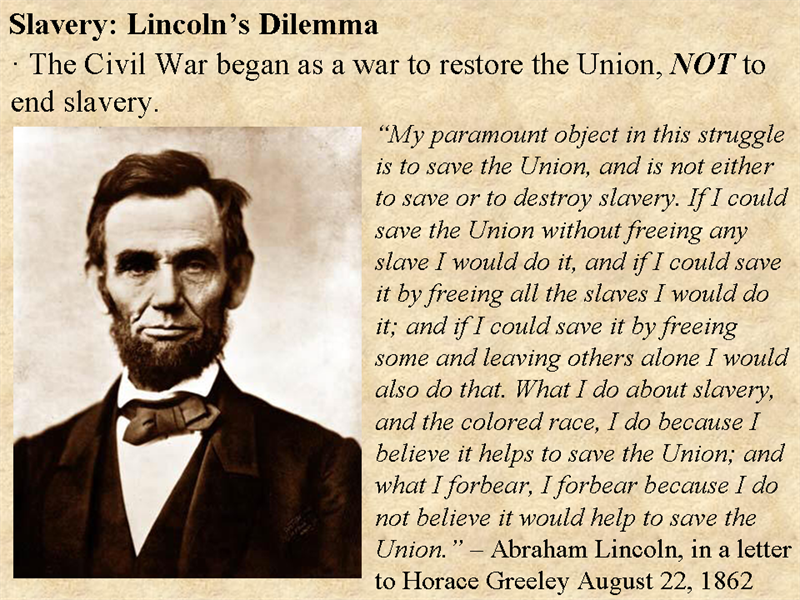 Slavery: Lincoln's Dilemma
· The Civil War began as a war to restore the Union, NOT to
end slavery.
“My paramount object in this struggle
is to save the Union, and is not either
to save or to destroy slavery. If I could
save the Union without freeing any
slave I would do it, and if I could save
it by freeing all the slaves I would do
it; and if I could save it by freeing
some and leaving others alone I would
also do that. What I do about slavery,
and the colored race, I do because I
believe it helps to save the Union; and
what I forbear, I forbear because I do
not believe it would help to save the
Union.” – Abraham Lincoln, in a letter
to Horace Greeley August 22, 1862